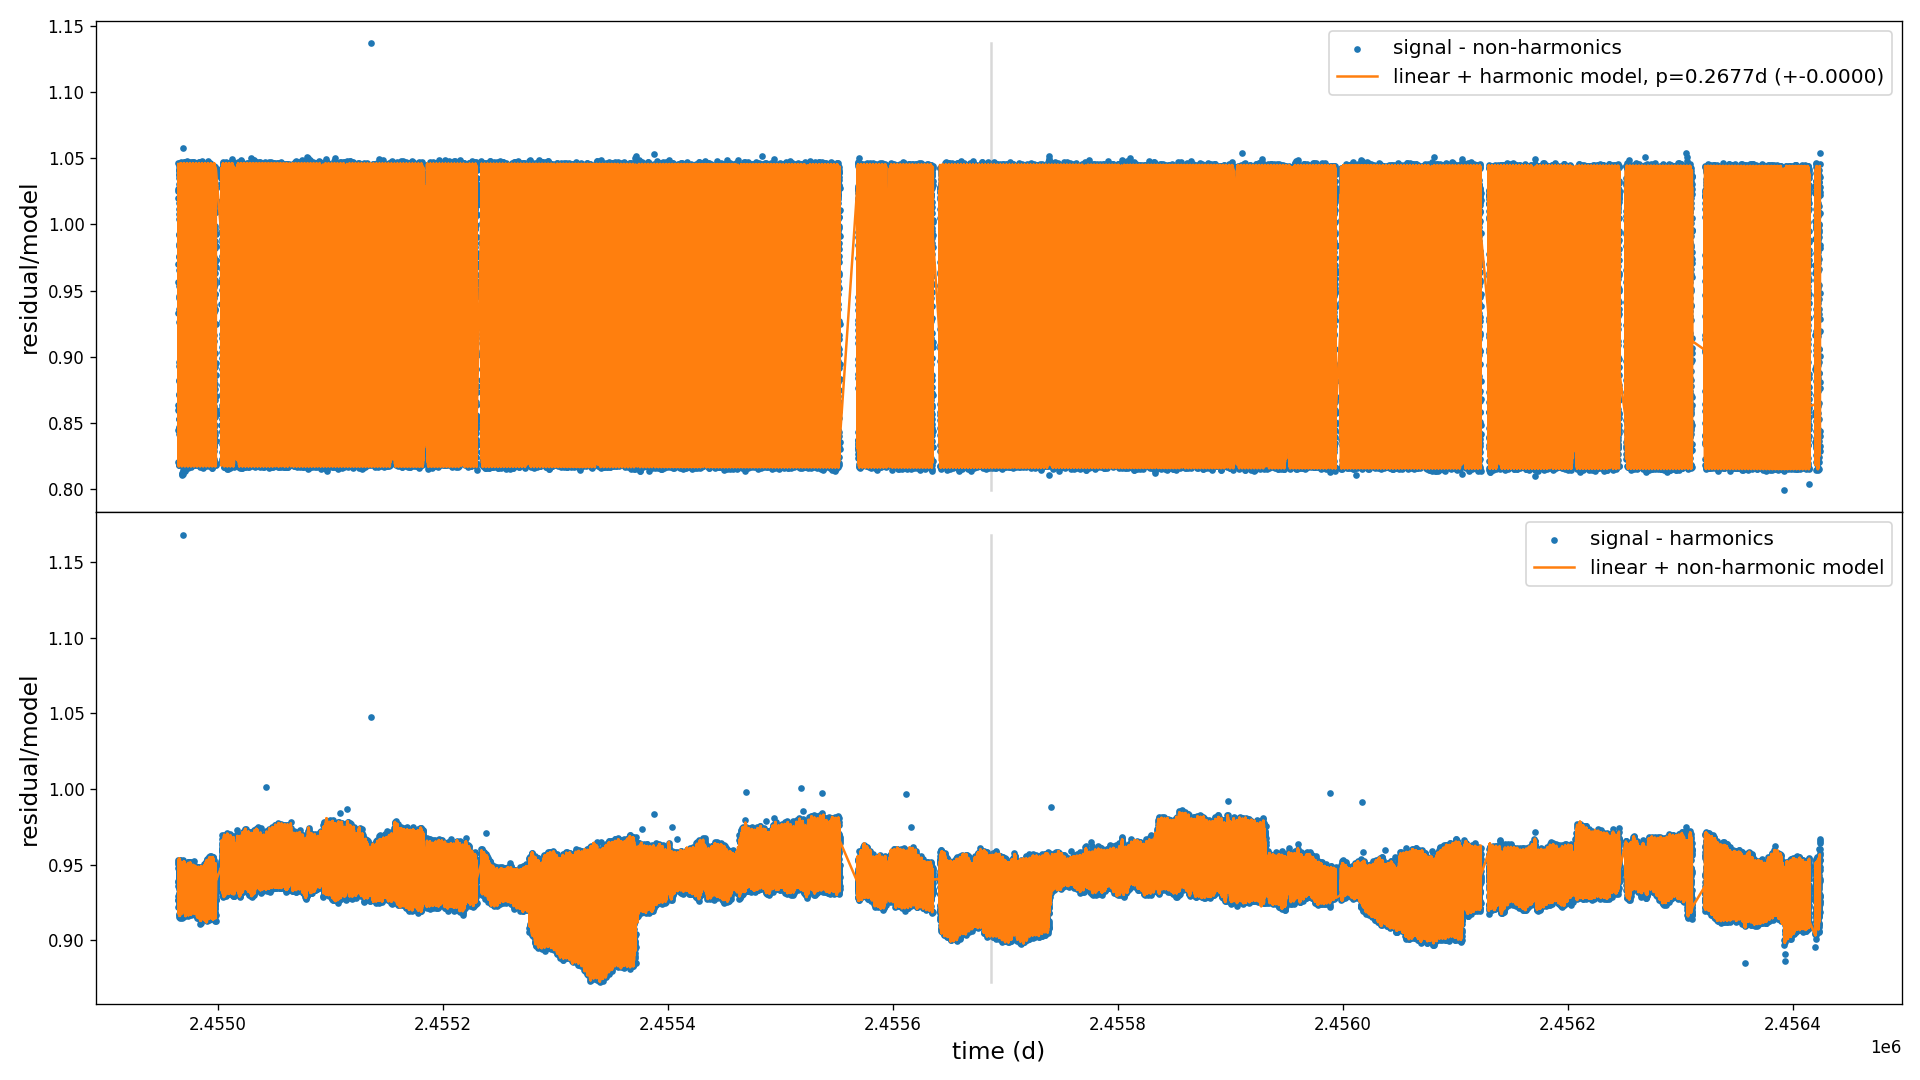 1.15
1.10
1.05
1.00
0.95
0.90
0.85
0.80
residual/model
signal - non-harmonics
linear + harmonic model, p=0.2677d (+-0.0000)
1.15
1.10
1.05
1.00
0.95
0.90
residual/model
signal - harmonics
linear + non-harmonic model
2.4550 2.4552 2.4554 2.4556 2.4558 2.4560 2.4562 2.4564
1e6
time (d)